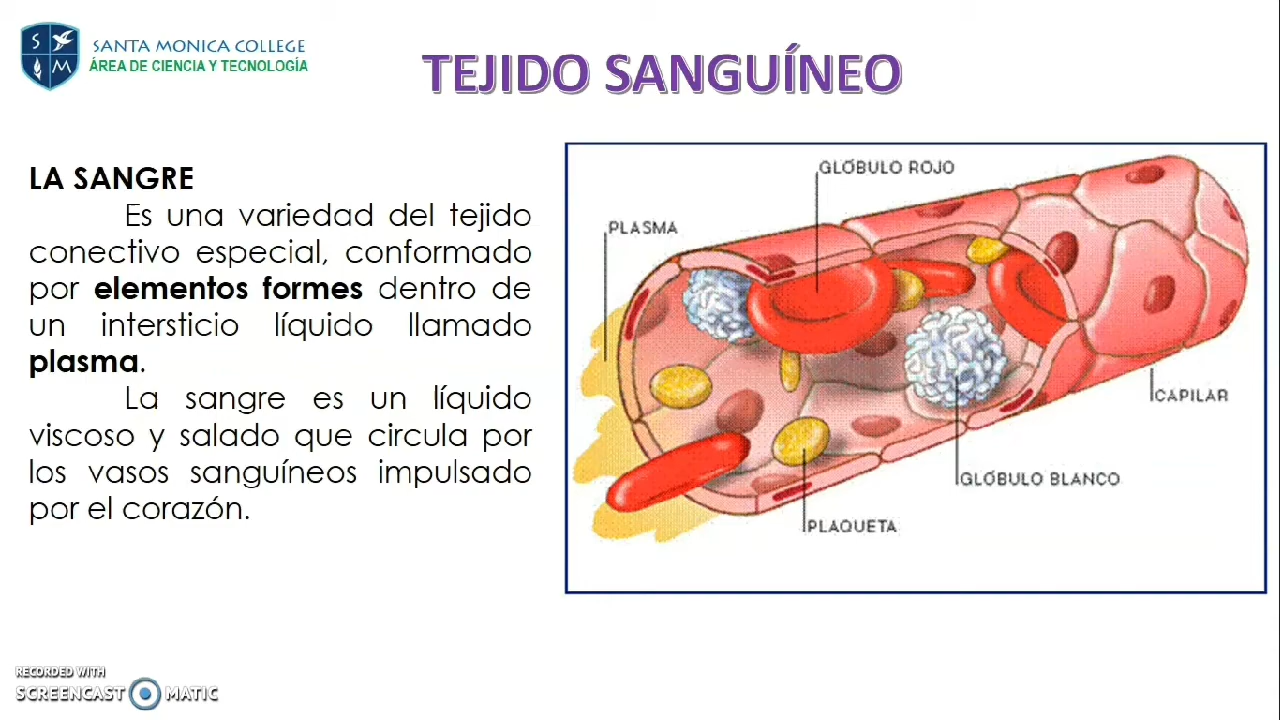 S
M
SANTA MONICA COLLEGE
ÁREA DE CIENCIA Y TECNOLOGÍA
TEJIDO SANGUÍNEO
LA SANGRE
Es una variedad del tejido
conectivo especial, conformado
por elementos formes dentro de
un intersticio líquido llamado
plasma.
La sangre es un líquido
viscoso y salado que circula por
los vasos sanguíneos impulsado
por el corazón.
GLÓBULO ROJO
PLASMA
CAPILAR
GLÓBULO BLANCO
PLAQUETA
RECORDED WITH
SCREENCAST MATIC